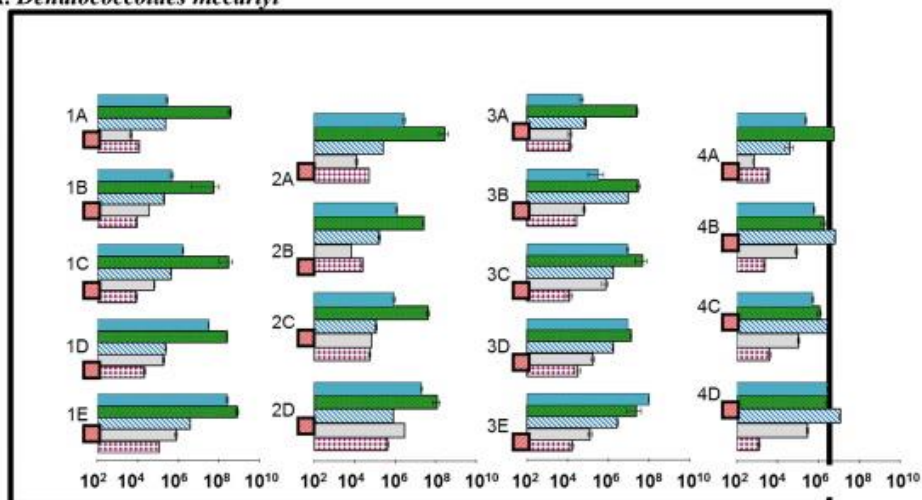 Dehalococcoides mccartyi
1A
1B
1C
1D
1E
10² 10⁴ 10⁶ 10⁸ 10¹⁰
2A
2B
2C
2D
10² 10⁴ 10⁶ 10⁸ 10¹⁰
3A
3B
3C
3D
3E
10² 10⁴ 10⁶ 10⁸ 10¹⁰
4A
4B
4C
4D
10² 10⁴ 10⁶ 10⁸ 10¹⁰